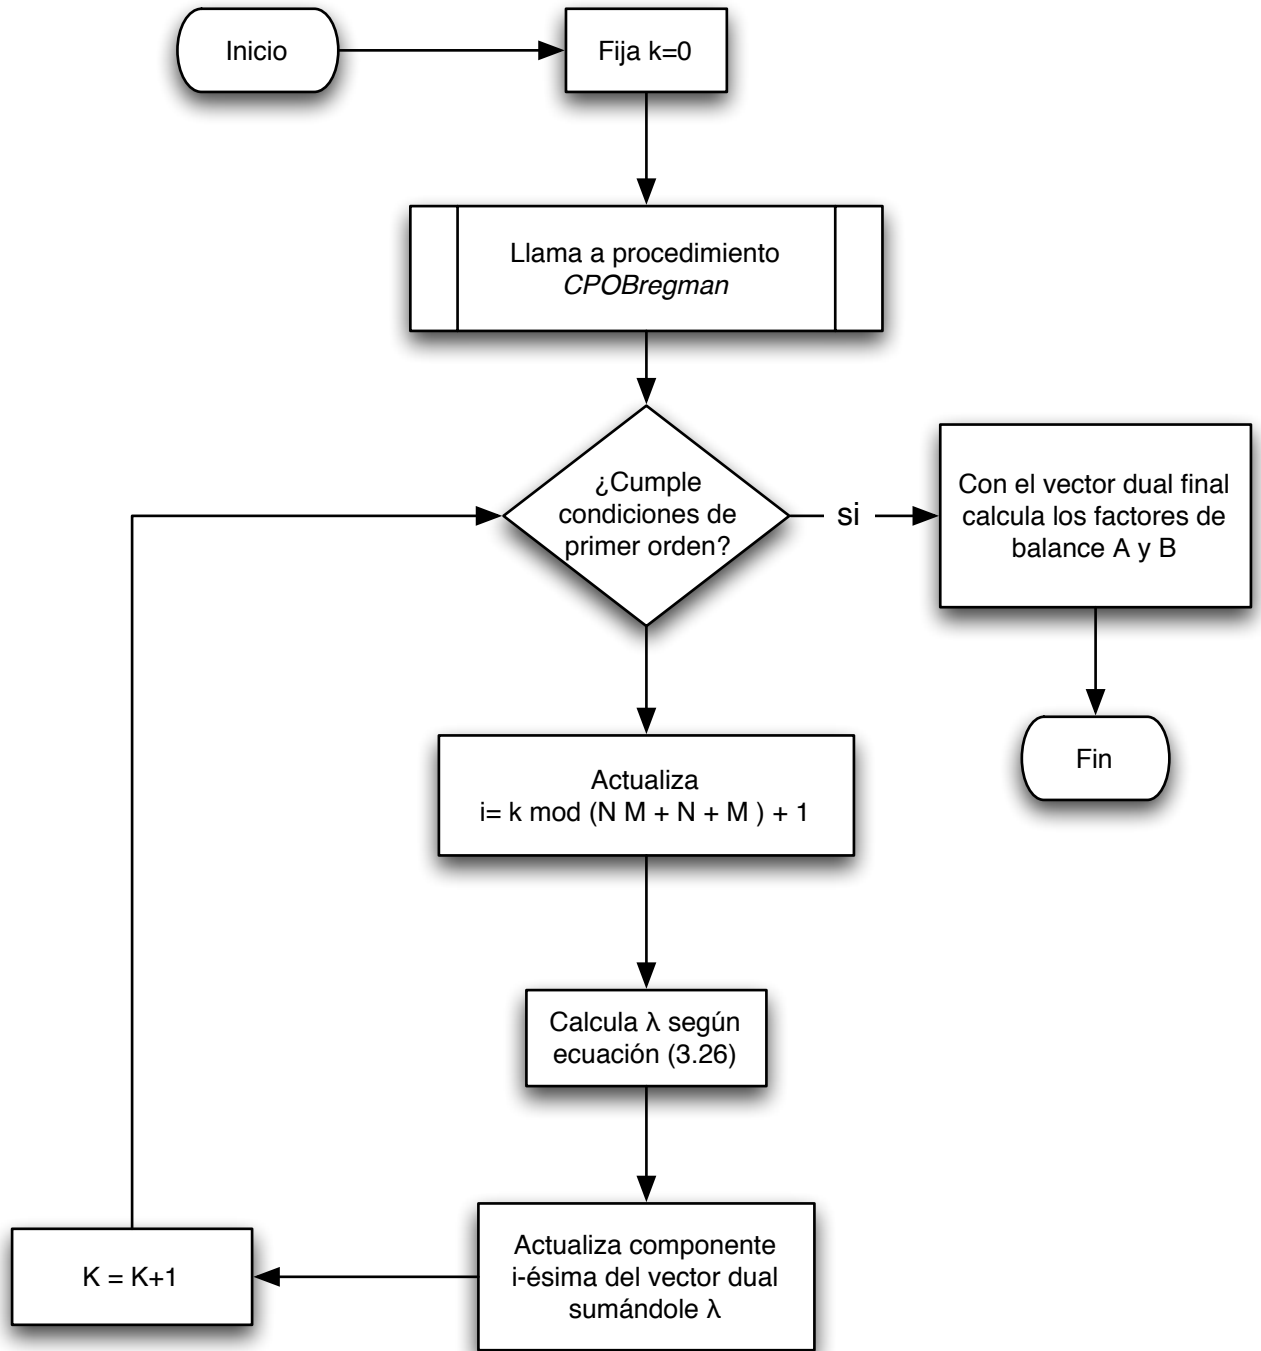 Inicio
Fija k=0
Llama a procedimiento
CPOBregman
¿Cumple
condiciones de
primer orden?
si
Con el vector dual final
calcula los factores de
balance A y B
Fin
Actualiza
i= k mod (N M + N + M ) + 1
Calcula λ según
ecuación (3.26)
Actualiza componente
i-ésima del vector dual
sumándole λ
K = K+1